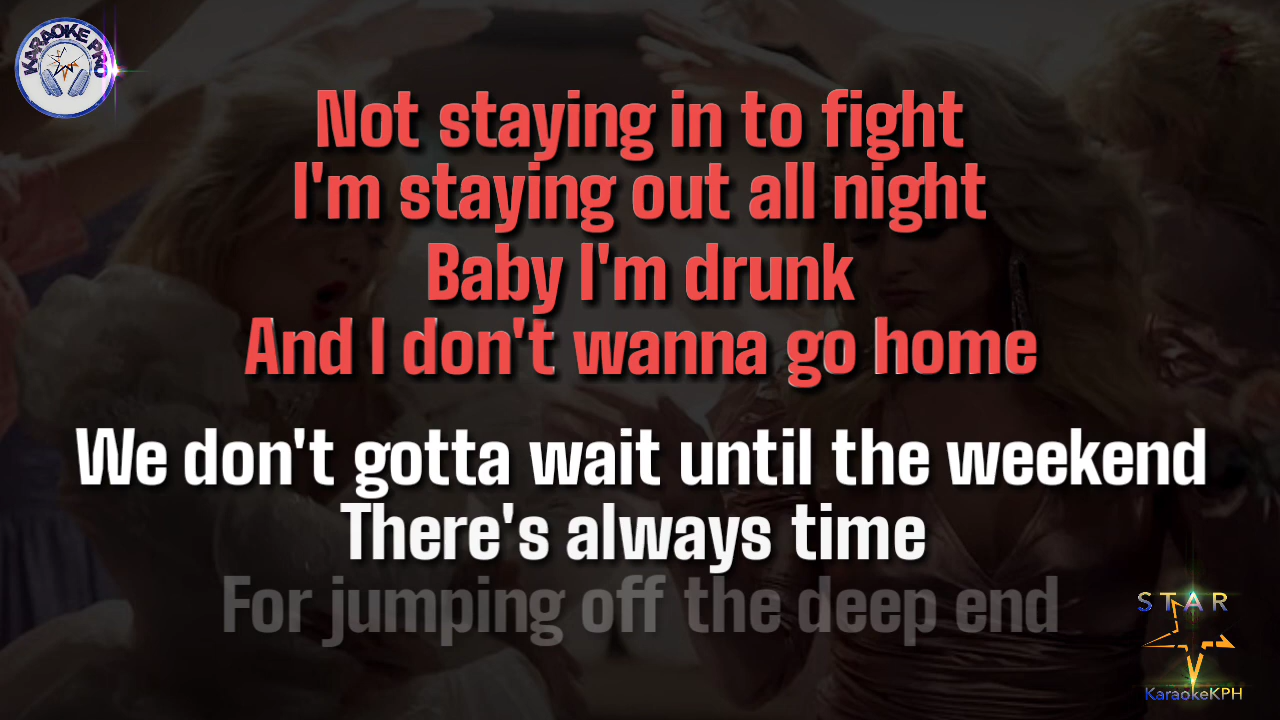 KARAOKE PRO
Not staying in to fight
I'm staying out all night
Baby I'm drunk
And I don't wanna go home
We don't gotta wait until the weekend
There's always time
For jumping off the deep end
STAR
KaraokeKPH